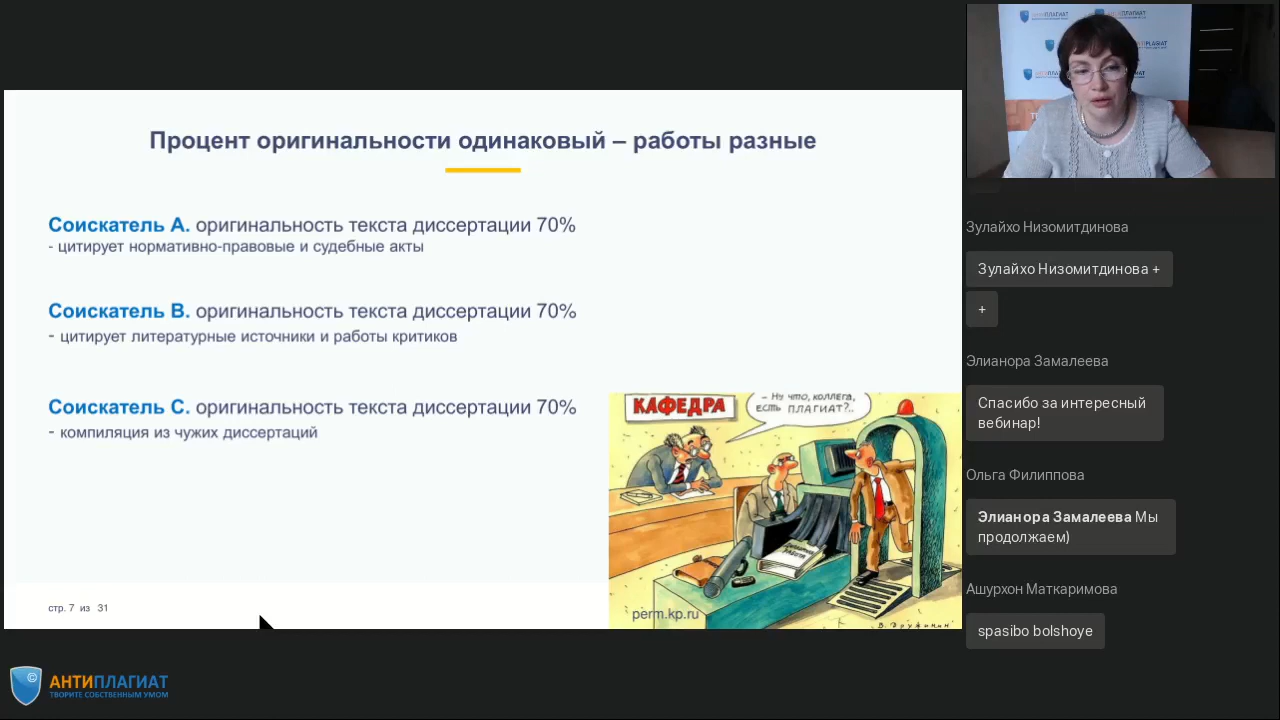 Процент оригинальности одинаковый – работы разные
Соискатель А. оригинальность текста диссертации 70%
- цитирует нормативно-правовые и судебные акты
Соискатель В. оригинальность текста диссертации 70%
- цитирует литературные источники и работы критиков
Соискатель С. оригинальность текста диссертации 70%
- компиляция из чужих диссертаций
КАФЕДРА
- Ну что, коллега,
есть плагиат?..
perm.kp.ru
В. Дружинин
стр. 7 из 31
АНТИПЛАГИАТ
ТВОРИТЕ СОБСТВЕННЫМ УМОМ
Зулайхо Низомитдинова
Зулайхо Низомитдинова +
+
Элианора Замалеева
Спасибо за интересный
вебинар!
Ольга Филиппова
Элианора Замалеева Мы
продолжаем)
Ашурхон Маткаримова
spasibo bolshoye